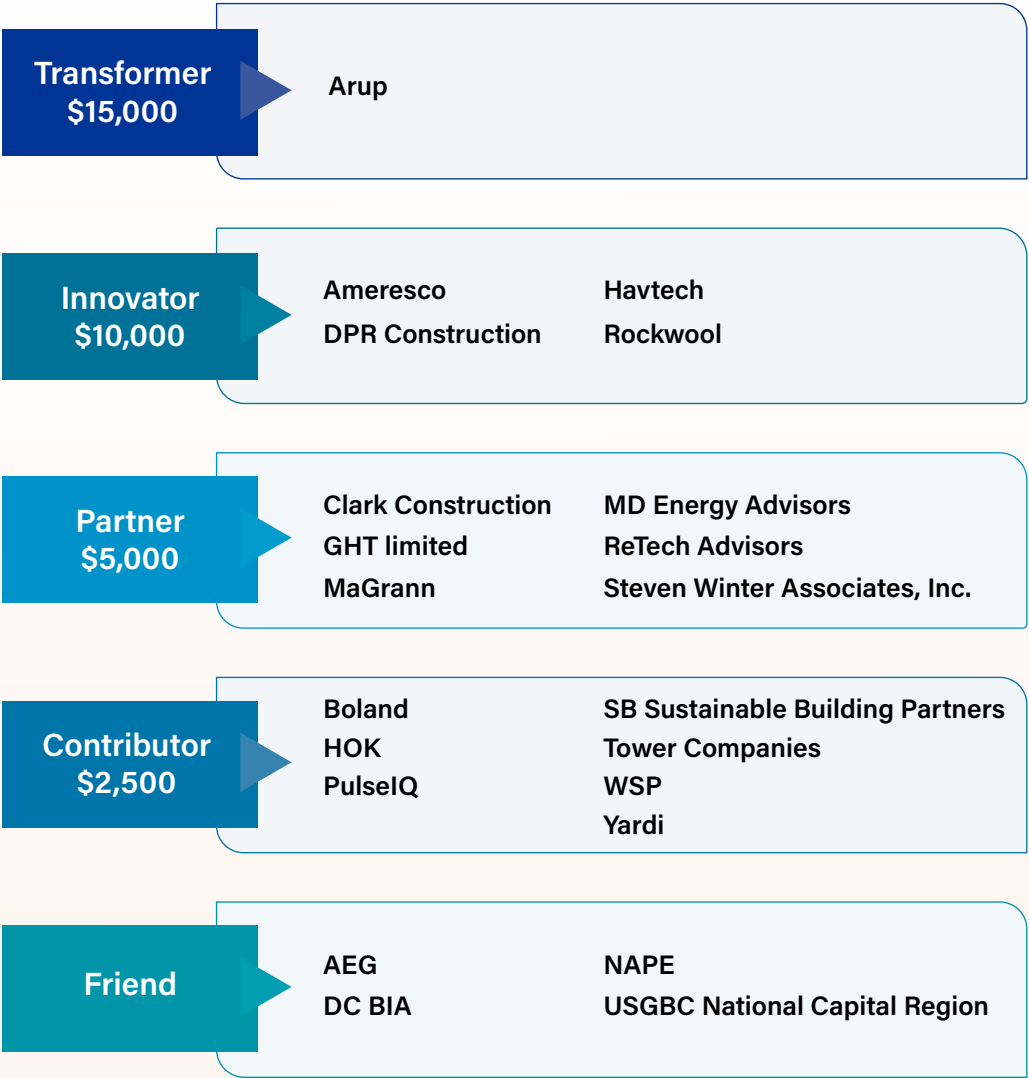 Transformer
$15,000
Arup
Innovator
$10,000
Ameresco
DPR Construction
Havtech
Rockwool
Partner
$5,000
Clark Construction
GHT limited
MaGrann
MD Energy Advisors
ReTech Advisors
Steven Winter Associates, Inc.
Contributor
$2,500
Boland
HOK
PulseIQ
SB Sustainable Building Partners
Tower Companies
WSP
Yardi
Friend
AEG
DC BIA
NAPE
USGBC National Capital Region